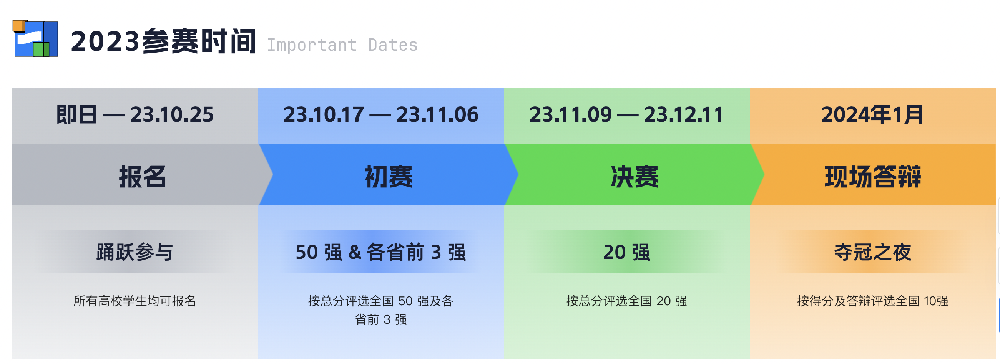 2023参赛时间 Important Dates
即日 — 23.10.25
23.10.17 — 23.11.06
23.11.09 — 23.12.11
2024年1月
报名
初赛
决赛
现场答辩
踊跃参与
50 强 & 各省前 3 强
20 强
夺冠之夜
所有高校学生均可报名
按总分评选全国 50 强及各
省前 3 强
按总分评选全国 20 强
按得分及答辩评选全国 10强